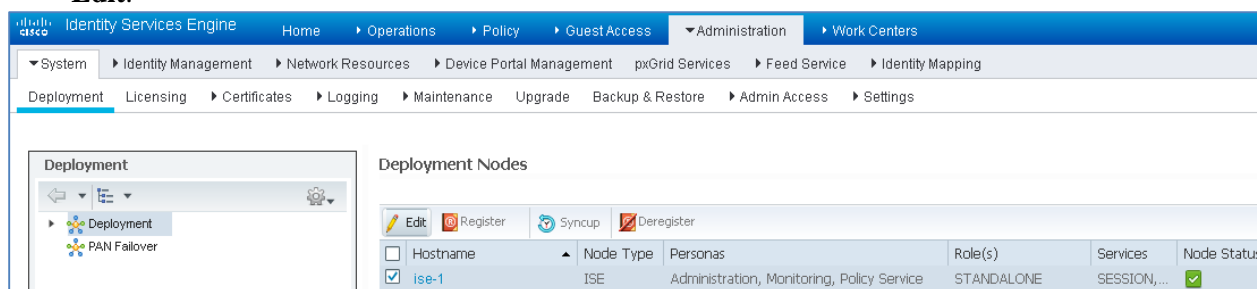 Edit.
cisco Identity Services Engine Home Operations Policy Guest Access Administration Work Centers
System Identity Management Network Resources Device Portal Management pxGrid Services Feed Service Identity Mapping
Deployment Licensing Certificates Logging Maintenance Upgrade Backup & Restore Admin Access Settings
Deployment
Deployment
PAN Failover
Deployment Nodes
Edit Register Syncup Deregister
Hostname Node Type Personas Role(s) Services Node Status
ise-1 ISE Administration, Monitoring, Policy Service STANDALONE SESSION,...